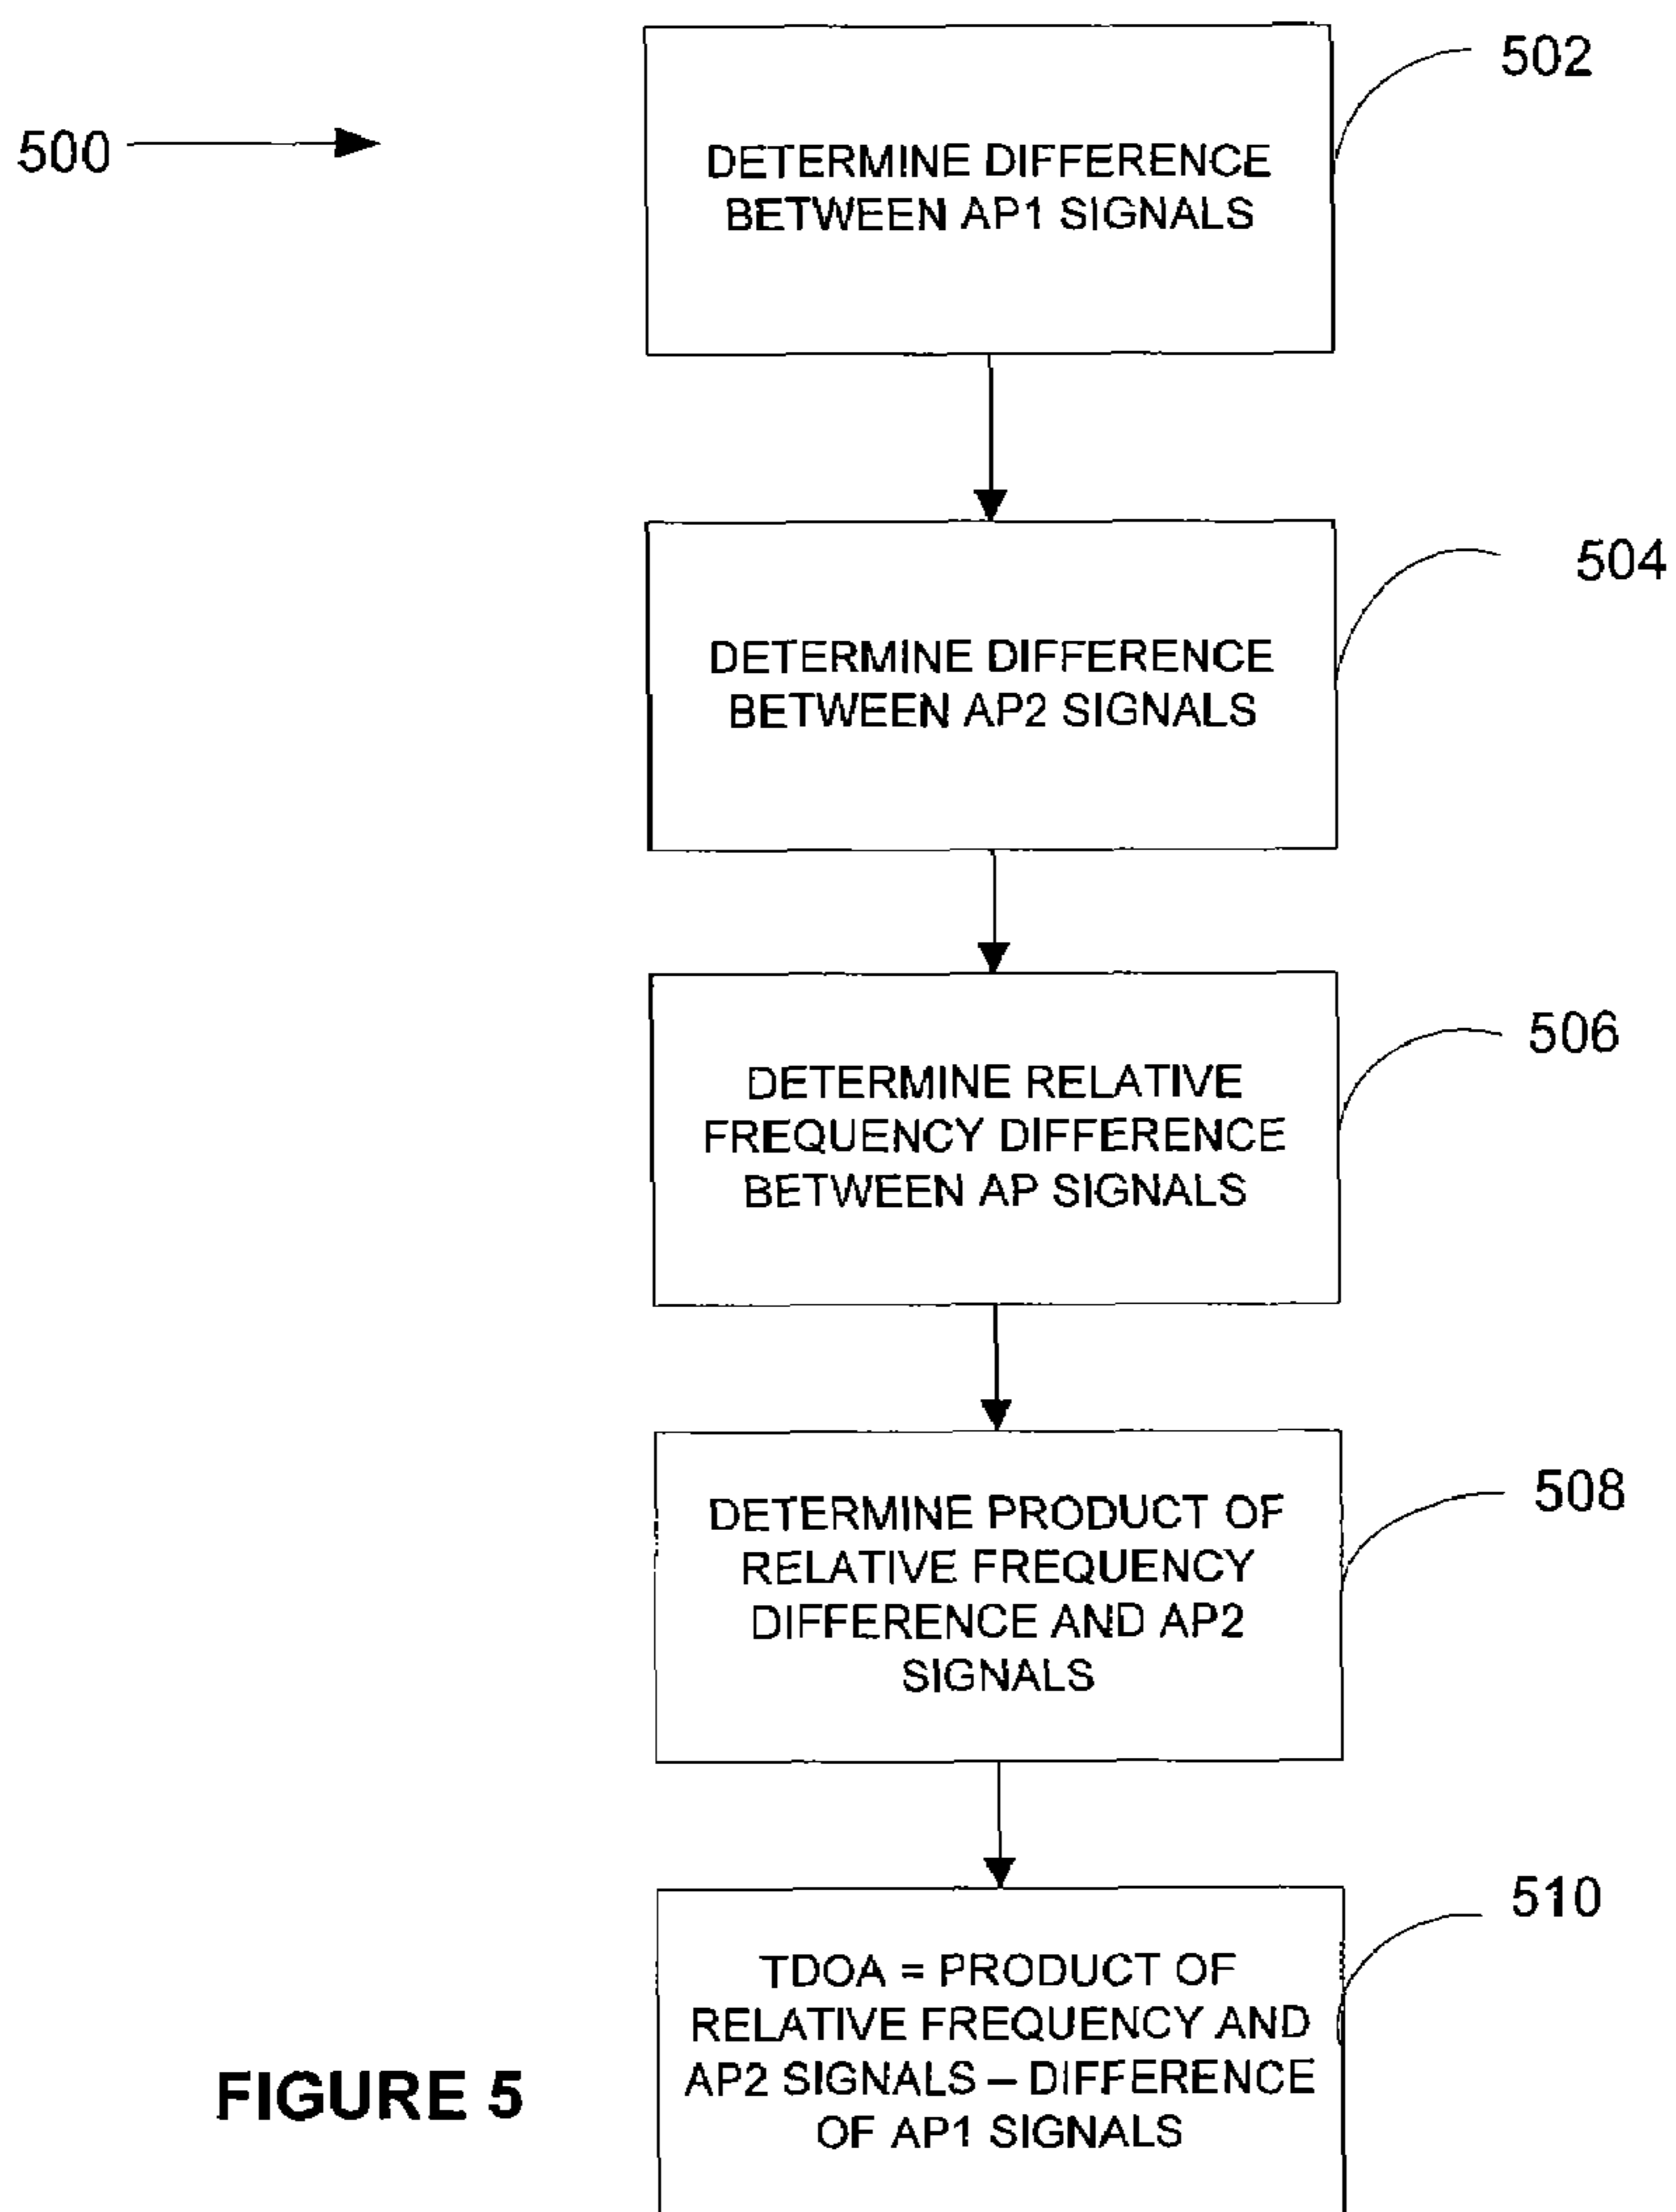 502
500
DETERMINE DIFFERENCE
BETWEEN AP1 SIGNALS
504
DETERMINE DIFFERENCE
BETWEEN AP2 SIGNALS
506
DETERMINE RELATIVE
FREQUENCY DIFFERENCE
BETWEEN AP SIGNALS
508
DETERMINE PRODUCT OF
RELATIVE FREQUENCY
DIFFERENCE AND AP2
SIGNALS
510
TDOA = PRODUCT OF
RELATIVE FREQUENCY AND
AP2 SIGNALS – DIFFERENCE
OF AP1 SIGNALS
FIGURE 5